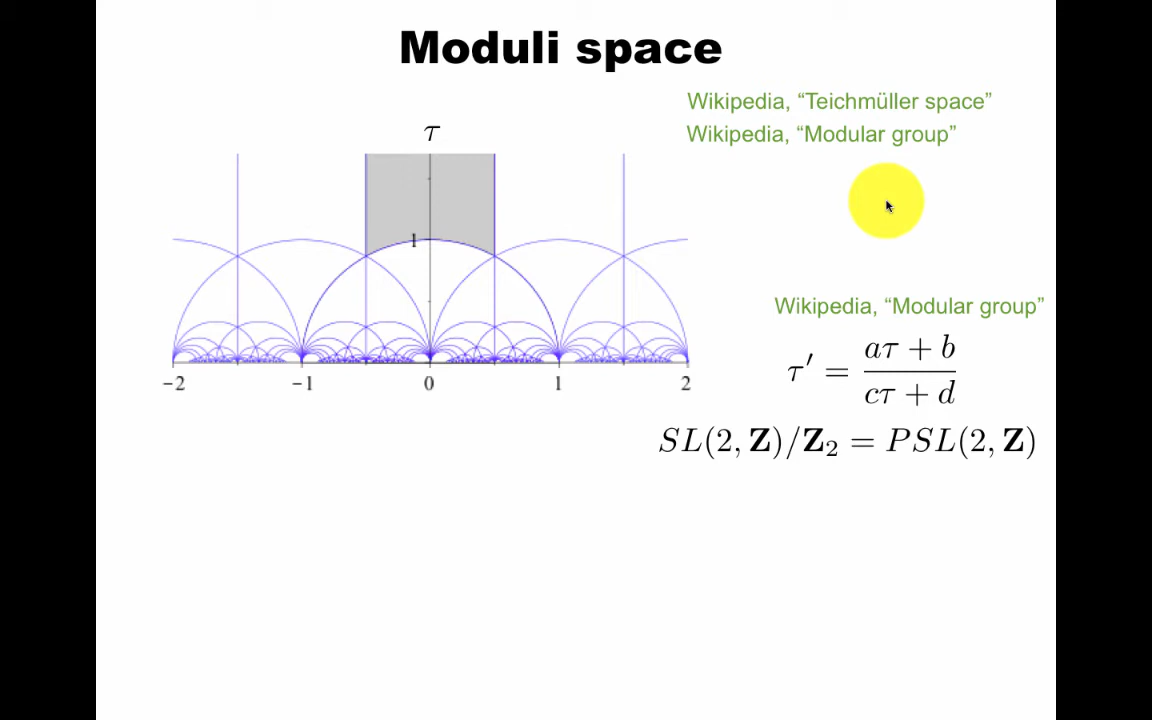 Moduli space
Wikipedia, “Teichmüller space”
Wikipedia, “Modular group”
τ
1
−2 −1 0 1 2
Wikipedia, “Modular group”
τ′ = (aτ + b)/(cτ + d)
SL(2, Z)/Z₂ = PSL(2, Z)